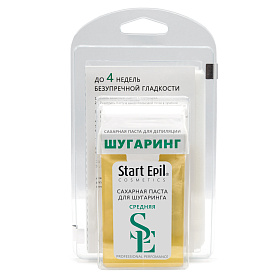 ДО 4 НЕДЕЛЬ
БЕЗУПРЕЧНОЙ ГЛАДКОСТИ
САХАРНАЯ ПАСТА ДЛЯ ДЕПИЛЯЦИИ
ШУГАРИНГ
Start Epil®
COSMETICS
САХАРНАЯ ПАСТА
ДЛЯ ШУГАРИНГА
СРЕДНЯЯ
SE
PROFESSIONAL PERFORMANCE